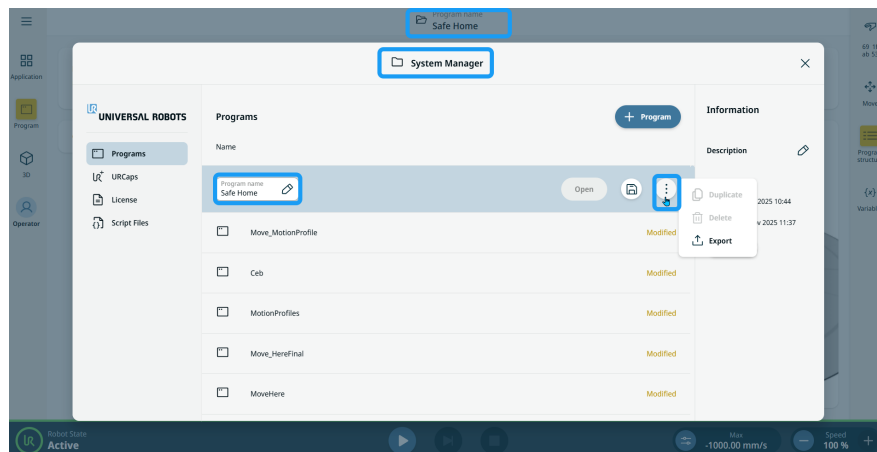 Program name
Safe Home
Application
Program
3D
Operator
System Manager
UR
UNIVERSAL ROBOTS
Programs
URCaps
License
Script Files
Programs
+ Program
Name
Program name
Safe Home
Open
Move_MotionProfile
Modified
Ceb
Modified
MotionProfiles
Modified
Move_HereFinal
Modified
MoveHere
Modified
Information
Description
Duplicate
Delete
Export
2025 10:44
2025 11:37
Move
{x}
UR
Robot State
Active
Max
-1000.00 mm/s
Speed
100 %